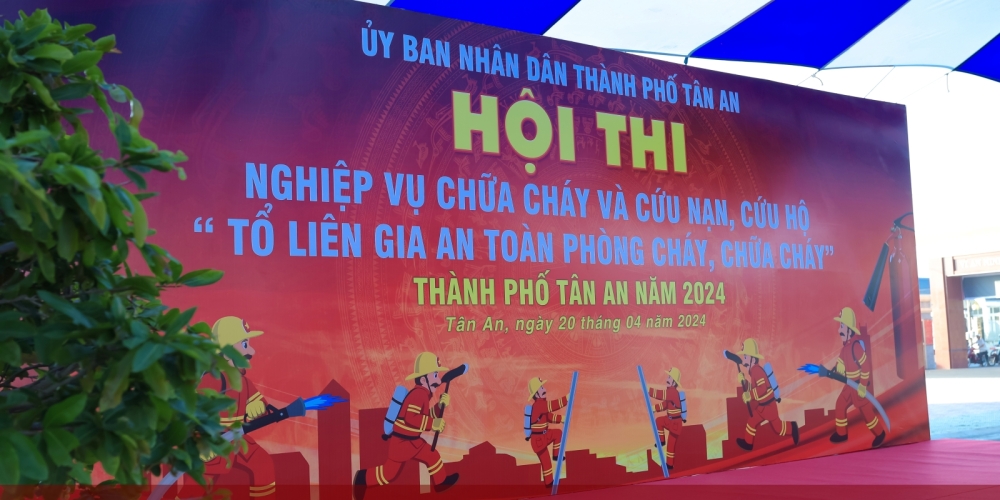 ỦY BAN NHÂN DÂN THÀNH PHỐ TÂN AN
HỘI THI
NGHIỆP VỤ CHỮA CHÁY VÀ CỨU NẠN, CỨU HỘ
“ TỔ LIÊN GIA AN TOÀN PHÒNG CHÁY, CHỮA CHÁY”
THÀNH PHỐ TÂN AN NĂM 2024
Tân An, ngày 20 tháng 04 năm 2024